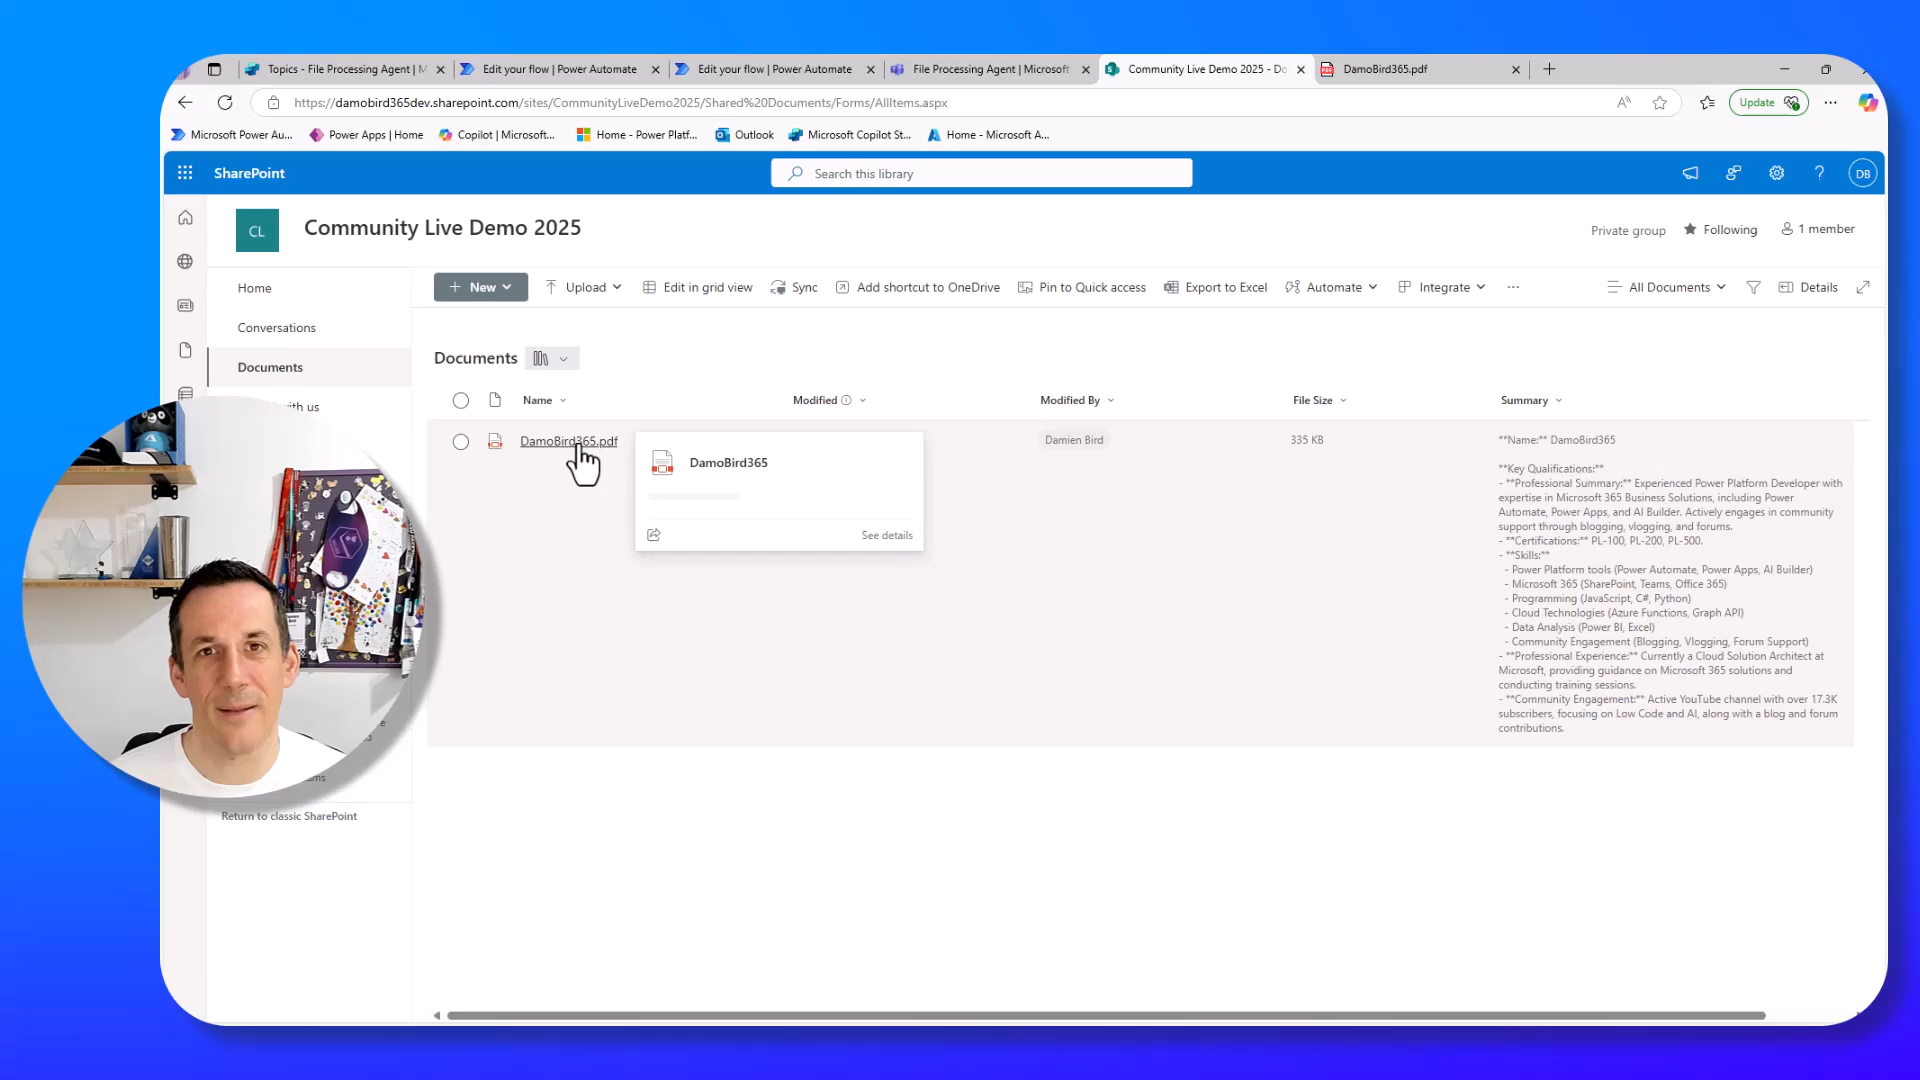 Topics - File Processing Agent | M
Edit your flow | Power Automate
Edit your flow | Power Automate
File Processing Agent | Microsoft
Community Live Demo 2025 - Do
DamoBird365.pdf
https://damobird365dev.sharepoint.com/sites/CommunityLiveDemo2025/Shared%20Documents/Forms/AllItems.aspx
Update
Microsoft Power Au...
Power Apps | Home
Copilot | Microsoft...
Home - Power Platf...
Outlook
Microsoft Copilot St...
Home - Microsoft A...
SharePoint
Search this library
DB
CL
Community Live Demo 2025
Private group
Following
1 member
Home
Conversations
Documents
with us
Return to classic SharePoint
New
Upload
Edit in grid view
Sync
Add shortcut to OneDrive
Pin to Quick access
Export to Excel
Automate
Integrate
All Documents
Details
Documents
Name
Modified
Modified By
File Size
Summary
DamoBird365.pdf
DamoBird365
See details
Damien Bird
335 KB
**Name:** DamoBird365
**Key Qualifications:**
- **Professional Summary:** Experienced Power Platform Developer with
expertise in Microsoft 365 Business Solutions, including Power
Automate, Power Apps, and AI Builder. Actively engages in community
support through blogging, vlogging, and forums.
- **Certifications:** PL-100, PL-200, PL-500.
- **Skills:**
- Power Platform tools (Power Automate, Power Apps, AI Builder)
- Microsoft 365 (SharePoint, Teams, Office 365)
- Programming (JavaScript, C#, Python)
- Cloud Technologies (Azure Functions, Graph API)
- Data Analysis (Power BI, Excel)
- Community Engagement (Blogging, Vlogging, Forum Support)
- **Professional Experience:** Currently a Cloud Solution Architect at
Microsoft, providing guidance on Microsoft 365 solutions and
conducting training sessions.
- **Community Engagement:** Active YouTube channel with over 17.3K
subscribers, focusing on Low Code and AI, along with a blog and forum
contributions.